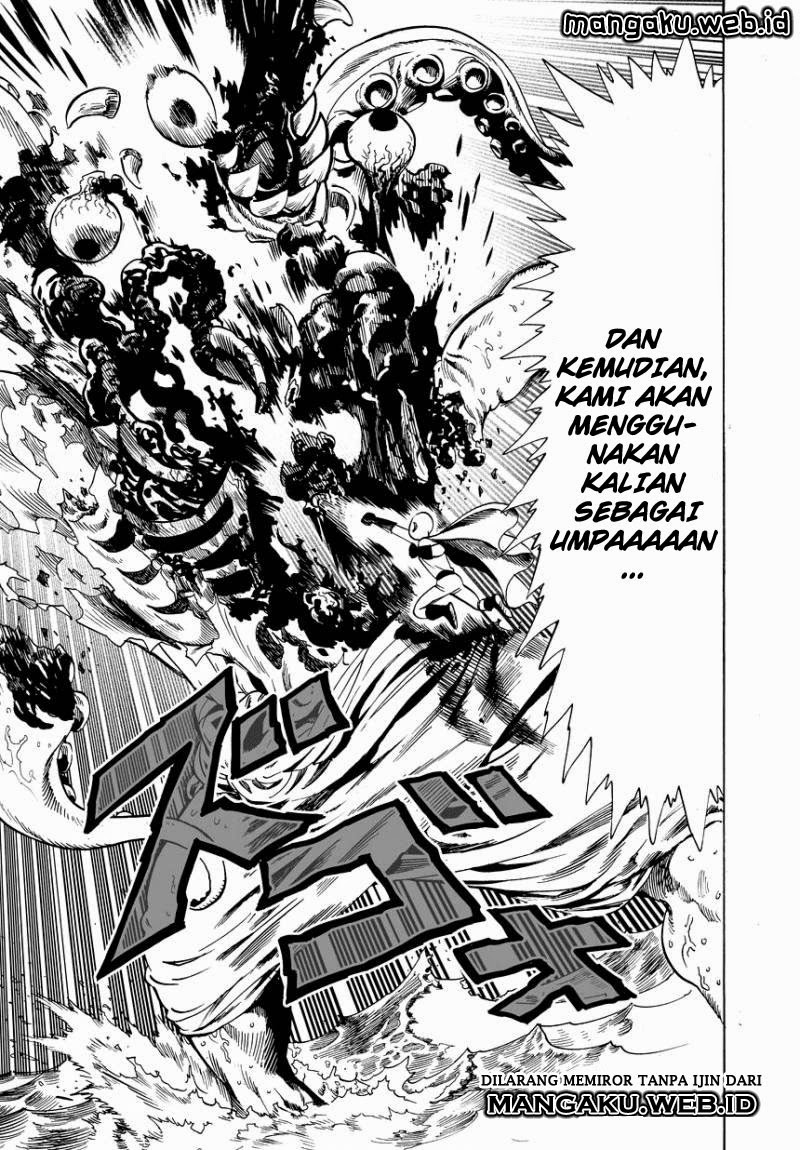 mangaku.web.id
DAN
KEMUDIAN,
KAMI AKAN
MENGGU-
NAKAN
KALIAN
SEBAGAI
UMPAAAAAN
...
ズゴォ
DILARANG MEMIROR TANPA IJIN DARI
MANGAKU.WEB.ID